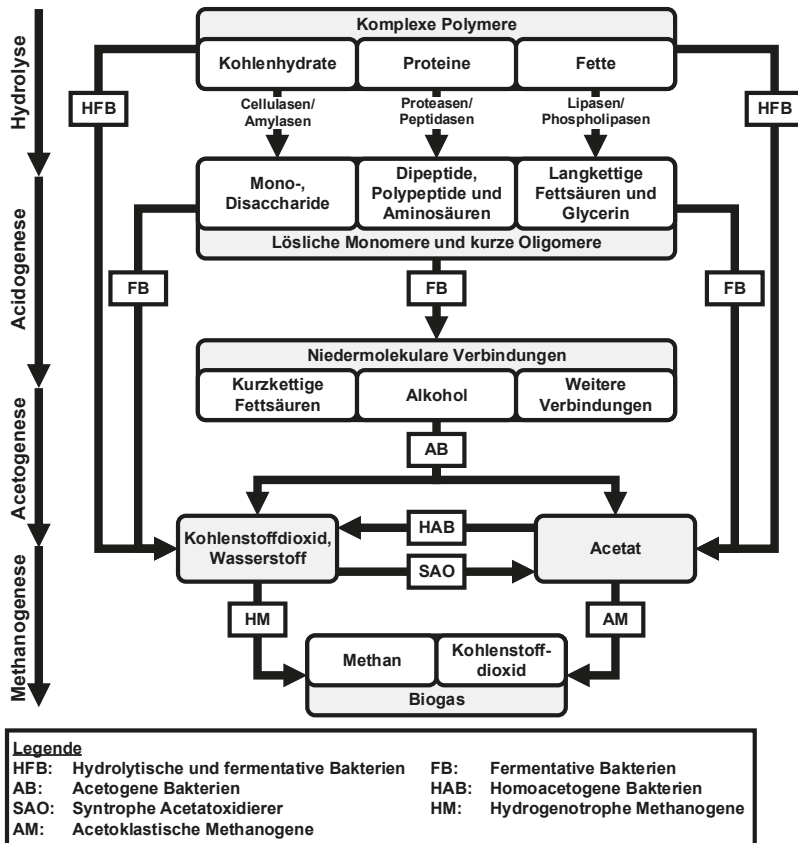 Komplexe Polymere
Kohlenhydrate
Proteine
Fette
Hydrolyse
HFB
HFB
Cellulasen/
Amylasen
Proteasen/
Peptidasen
Lipasen/
Phospholipasen
Mono-,
Disaccharide
Dipeptide,
Polypeptide und
Aminosäuren
Langkettige
Fettsäuren und
Glycerin
Lösliche Monomere und kurze Oligomere
Acidogenese
FB
FB
FB
Niedermolekulare Verbindungen
Kurzkettige
Fettsäuren
Alkohol
Weitere
Verbindungen
Acetogenese
AB
Kohlenstoffdioxid,
Wasserstoff
HAB
SAO
Acetat
Methanogenese
HM
AM
Methan
Kohlenstoff-
dioxid
Biogas
Legende
HFB: Hydrolytische und fermentative Bakterien FB: Fermentative Bakterien
AB: Acetogene Bakterien HAB: Homoacetogene Bakterien
SAO: Syntrophe Acetatoxidierer HM: Hydrogenotrophe Methanogene
AM: Acetoklastische Methanogene